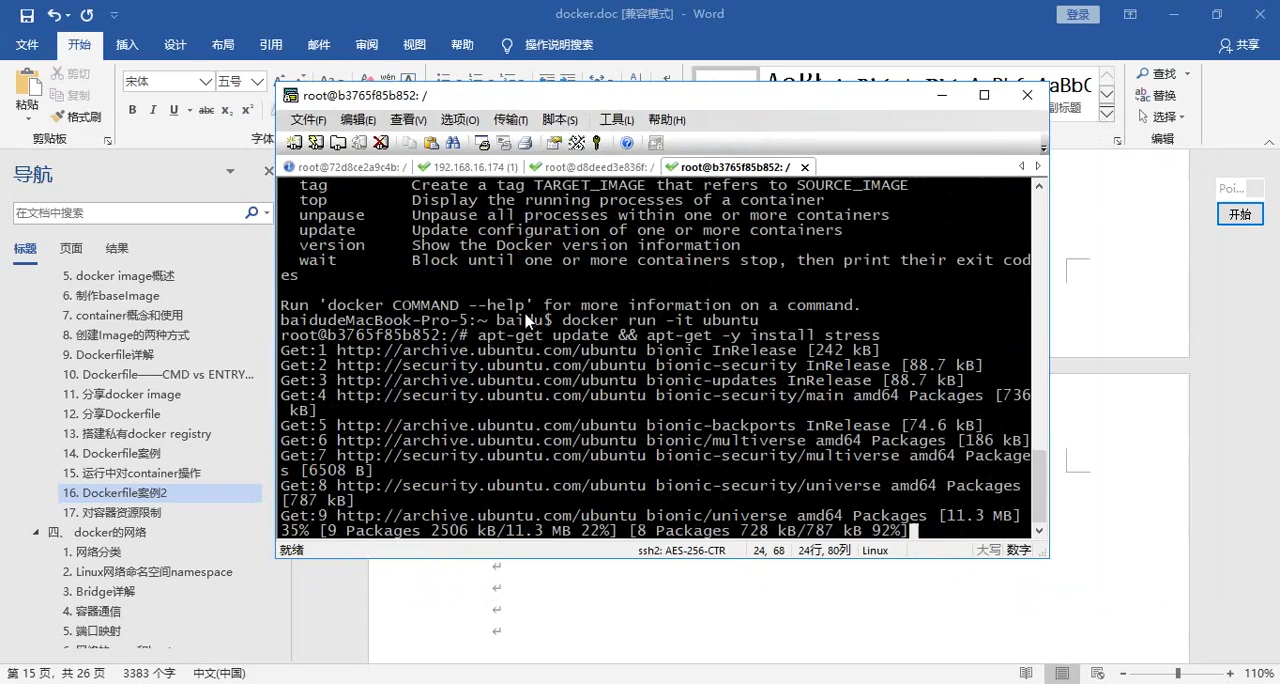 docker.doc [兼容模式] - Word
登录
文件
开始
插入
设计
布局
引用
邮件
审阅
视图
帮助
操作说明搜索
共享
粘贴
剪切
复制
格式刷
剪贴板
宋体
五号
B I U abc x₂ x²
字体
副标题
查找
替换
选择
编辑
导航
在文档中搜索
标题
页面
结果
5. docker image概述
6. 制作baseImage
7. container概念和使用
8. 创建Image的两种方式
9. Dockerfile详解
10. Dockerfile——CMD vs ENTRY...
11. 分享docker image
12. 分享Dockerfile
13. 搭建私有docker registry
14. Dockerfile案例
15. 运行中对container操作
16. Dockerfile案例2
17. 对容器资源限制
四、 docker的网络
1. 网络分类
2. Linux网络命名空间namespace
3. Bridge详解
4. 容器通信
5. 端口映射
root@b3765f85b852: /
文件(F)
编辑(E)
查看(V)
选项(O)
传输(T)
脚本(S)
工具(L)
帮助(H)
root@72d8ce2a9c4b: /
192.168.16.174 (1)
root@d8deed3e836f: /
root@b3765f85b852: /
tag Create a tag TARGET_IMAGE that refers to SOURCE_IMAGE
top Display the running processes of a container
unpause Unpause all processes within one or more containers
update Update configuration of one or more containers
version Show the Docker version information
wait Block until one or more containers stop, then print their exit cod
es
Run 'docker COMMAND --help' for more information on a command.
baidudeMacBook-Pro-5:~ baidu$ docker run -it ubuntu
root@b3765f85b852:/# apt-get update && apt-get -y install stress
Get:1 http://archive.ubuntu.com/ubuntu bionic InRelease [242 kB]
Get:2 http://security.ubuntu.com/ubuntu bionic-security InRelease [88.7 kB]
Get:3 http://archive.ubuntu.com/ubuntu bionic-updates InRelease [88.7 kB]
Get:4 http://security.ubuntu.com/ubuntu bionic-security/main amd64 Packages [736
kB]
Get:5 http://archive.ubuntu.com/ubuntu bionic-backports InRelease [74.6 kB]
Get:6 http://archive.ubuntu.com/ubuntu bionic/multiverse amd64 Packages [186 kB]
Get:7 http://security.ubuntu.com/ubuntu bionic-security/multiverse amd64 Package
s [6508 B]
Get:8 http://security.ubuntu.com/ubuntu bionic-security/universe amd64 Packages
[787 kB]
Get:9 http://archive.ubuntu.com/ubuntu bionic/universe amd64 Packages [11.3 MB]
35% [9 Packages 2506 kB/11.3 MB 22%] [8 Packages 728 kB/787 kB 92%]
就绪
ssh2: AES-256-CTR
24, 68
24行, 80列
Linux
大写
数字
Poi...
开始
第 15 页，共 26 页
3383 个字
中文(中国)
110%